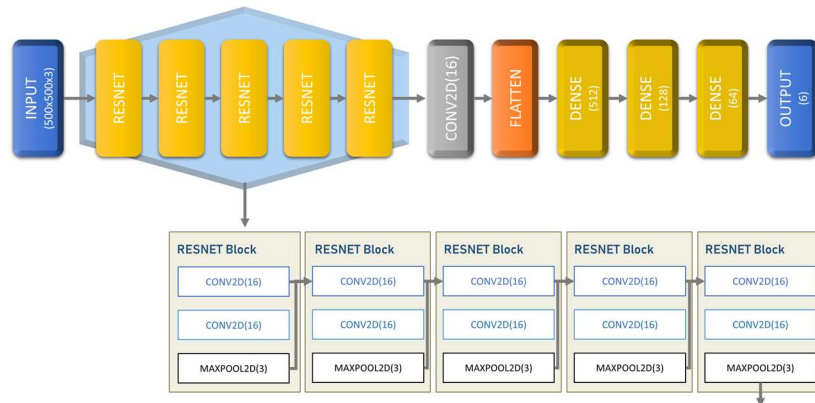 INPUT
(500x500x3)
RESNET
RESNET
RESNET
RESNET
RESNET
CONV2D(16)
FLATTEN
DENSE
(512)
DENSE
(128)
DENSE
(64)
OUTPUT
(6)
RESNET Block
CONV2D(16)
CONV2D(16)
MAXPOOL2D(3)
RESNET Block
CONV2D(16)
CONV2D(16)
MAXPOOL2D(3)
RESNET Block
CONV2D(16)
CONV2D(16)
MAXPOOL2D(3)
RESNET Block
CONV2D(16)
CONV2D(16)
MAXPOOL2D(3)
RESNET Block
CONV2D(16)
CONV2D(16)
MAXPOOL2D(3)